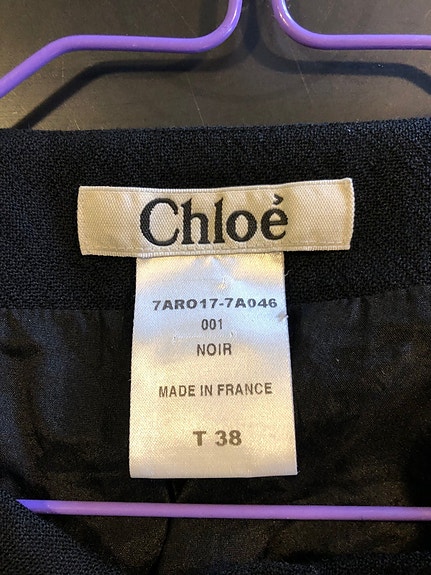 Chloé
7ARO17-7A046
001
NOIR
MADE IN FRANCE
T 38